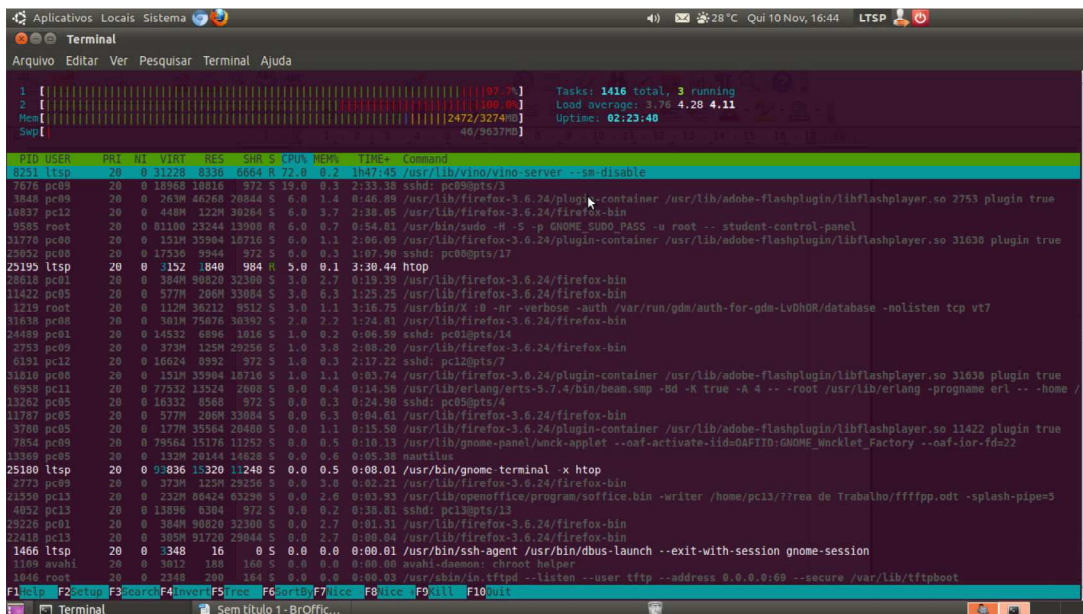 Aplicativos Locais Sistema 28°C Qui 10 Nov, 16:44 LTSP
Terminal
Arquivo Editar Ver Pesquisar Terminal Ajuda
1 [||||97.7%] Tasks: 1416 total, 3 running
2 [||||100.0%] Load average: 3.76 4.28 4.11
Mem[||||2472/3274MB] Uptime: 02:23:48
Swp[| 46/9637MB]
PID USER PRI NI VIRT RES SHR S CPU% MEM% TIME+ Command
8251 ltsp 20 0 31228 8336 6664 R 72.0 0.2 1h47:45 /usr/lib/vino/vino-server --sm-disable
7676 pc09 20 0 18968 10816 972 S 19.0 0.3 2:33.38 sshd: pc09@pts/3
3848 pc09 20 0 263M 46268 20844 S 6.0 1.4 0:46.89 /usr/lib/firefox-3.6.24/plugin-container /usr/lib/adobe-flashplugin/libflashplayer.so 2753 plugin true
10837 pc12 20 0 448M 122M 30264 S 6.0 3.7 2:38.05 /usr/lib/firefox-3.6.24/firefox-bin
9585 root 20 0 81100 23244 13908 R 6.0 0.7 0:54.81 /usr/bin/sudo -H -S -p GNOME_SUDO_PASS -u root -- student-control-panel
31770 pc08 20 0 151M 35904 18716 S 6.0 1.1 2:06.09 /usr/lib/firefox-3.6.24/plugin-container /usr/lib/adobe-flashplugin/libflashplayer.so 31638 plugin true
25052 pc08 20 0 17536 9944 972 S 6.0 0.3 1:07.90 sshd: pc08@pts/17
25195 ltsp 20 0 3152 1840 984 R 5.0 0.1 3:30.44 htop
28618 pc01 20 0 384M 90820 32300 S 3.0 2.7 0:19.39 /usr/lib/firefox-3.6.24/firefox-bin
11422 pc05 20 0 577M 206M 33084 S 3.0 6.3 1:25.25 /usr/lib/firefox-3.6.24/firefox-bin
1219 root 20 0 112M 36212 9512 S 3.0 1.1 3:16.75 /usr/bin/X :0 -nr -verbose -auth /var/run/gdm/auth-for-gdm-LvDhOR/database -nolisten tcp vt7
31638 pc08 20 0 301M 75076 30392 S 2.0 2.2 1:24.81 /usr/lib/firefox-3.6.24/firefox-bin
24489 pc01 20 0 14532 6896 1016 S 1.0 0.2 0:06.59 sshd: pc01@pts/14
2753 pc09 20 0 373M 125M 29256 S 1.0 3.8 2:08.20 /usr/lib/firefox-3.6.24/firefox-bin
6191 pc12 20 0 16624 8992 972 S 1.0 0.3 2:17.22 sshd: pc12@pts/7
31810 pc08 20 0 151M 35904 18716 S 1.0 1.1 0:03.74 /usr/lib/firefox-3.6.24/plugin-container /usr/lib/adobe-flashplugin/libflashplayer.so 31638 plugin true
6958 pc11 20 0 77532 13524 2608 S 0.0 0.4 0:14.56 /usr/lib/erlang/erts-5.7.4/bin/beam.smp -Bd -K true -A 4 -- -root /usr/lib/erlang -progname erl -- -home /
13262 pc05 20 0 16332 8568 972 S 0.0 0.3 0:24.90 sshd: pc05@pts/4
11787 pc05 20 0 577M 206M 33084 S 0.0 6.3 0:04.61 /usr/lib/firefox-3.6.24/firefox-bin
3780 pc05 20 0 177M 35564 20480 S 0.0 1.1 0:15.50 /usr/lib/firefox-3.6.24/plugin-container /usr/lib/adobe-flashplugin/libflashplayer.so 11422 plugin true
7854 pc09 20 0 79564 15176 11252 S 0.0 0.5 0:10.13 /usr/lib/gnome-panel/wnck-applet --oaf-activate-iid=OAFIID:GNOME_Wncklet_Factory --oaf-ior-fd=22
13369 pc05 20 0 132M 20144 14628 S 0.0 0.6 0:05.38 nautilus
25180 ltsp 20 0 93836 15320 11248 S 0.0 0.5 0:08.01 /usr/bin/gnome-terminal -x htop
2773 pc09 20 0 373M 125M 29256 S 0.0 3.8 0:02.21 /usr/lib/firefox-3.6.24/firefox-bin
21550 pc13 20 0 232M 86424 63296 S 0.0 2.6 0:03.93 /usr/lib/openoffice/program/soffice.bin -writer /home/pc13/??rea de Trabalho/ffffpp.odt -splash-pipe=5
4052 pc13 20 0 13896 6304 972 S 0.0 0.2 0:38.81 sshd: pc13@pts/13
29226 pc01 20 0 384M 90820 32300 S 0.0 2.7 0:01.31 /usr/lib/firefox-3.6.24/firefox-bin
22418 pc13 20 0 305M 91720 29044 S 0.0 2.7 0:00.04 /usr/lib/firefox-3.6.24/firefox-bin
1466 ltsp 20 0 3348 16 0 S 0.0 0.0 0:00.01 /usr/bin/ssh-agent /usr/bin/dbus-launch --exit-with-session gnome-session
1109 avahi 20 0 3012 188 160 S 0.0 0.0 0:00.00 avahi-daemon: chroot helper
1046 root 20 0 2348 200 164 S 0.0 0.0 0:00.03 /usr/sbin/in.tftpd --listen --user tftp --address 0.0.0.0:69 --secure /var/lib/tftpboot
F1Help F2Setup F3Search F4Invert F5Tree F6SortBy F7Nice - F8Nice + F9Kill F10Quit
Terminal Sem título 1 - BrOffic...